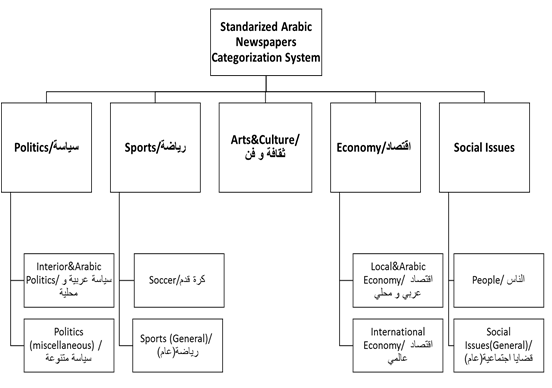 Standarized Arabic
Newspapers
Categorization System
Politics/سياسة
Sports/رياضة
Arts&Culture/
ثقافة و فن
Economy/اقتصاد
Social Issues
Interior&Arabic
Politics/ سياسة عربية و
محلية
Soccer/كرة قدم
Local&Arabic
Economy/ اقتصاد
عربي و محلي
People/ الناس
Politics
(miscellaneous) /
سياسة متنوعة
Sports (General)/
رياضة(عام)
International
Economy/ اقتصاد
عالمي
Social
Issues(General)/
قضايا اجتماعية(عام)